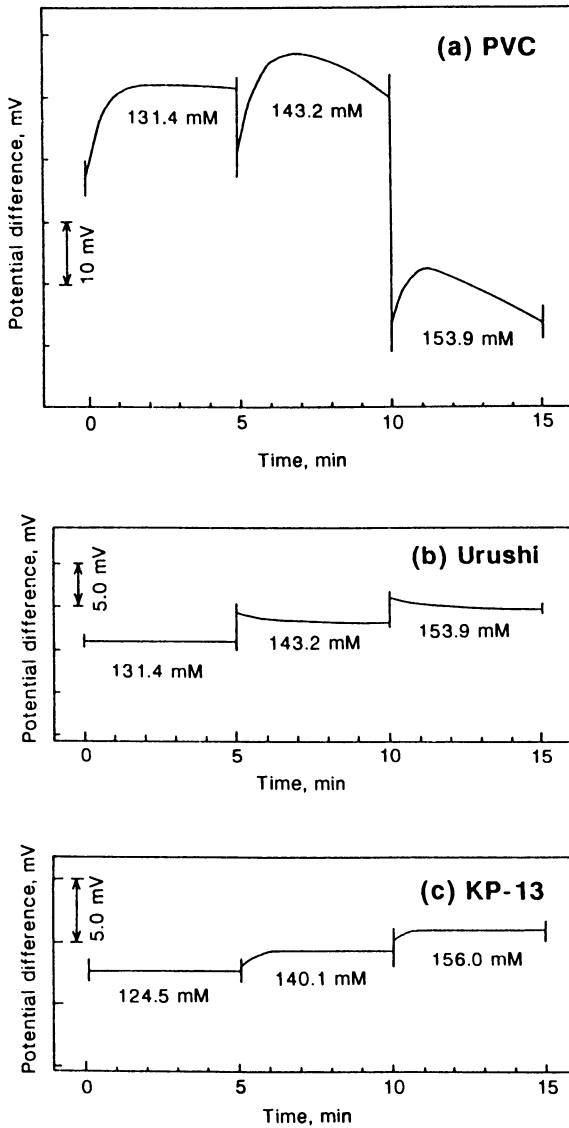 (a) PVC
Potential difference, mV
10 mV
131.4 mM
143.2 mM
153.9 mM
0 5 10 15
Time, min
(b) Urushi
Potential difference, mV
5.0 mV
131.4 mM
143.2 mM
153.9 mM
0 5 10 15
Time, min
(c) KP-13
Potential difference, mV
5.0 mV
124.5 mM
140.1 mM
156.0 mM
0 5 10 15
Time, min